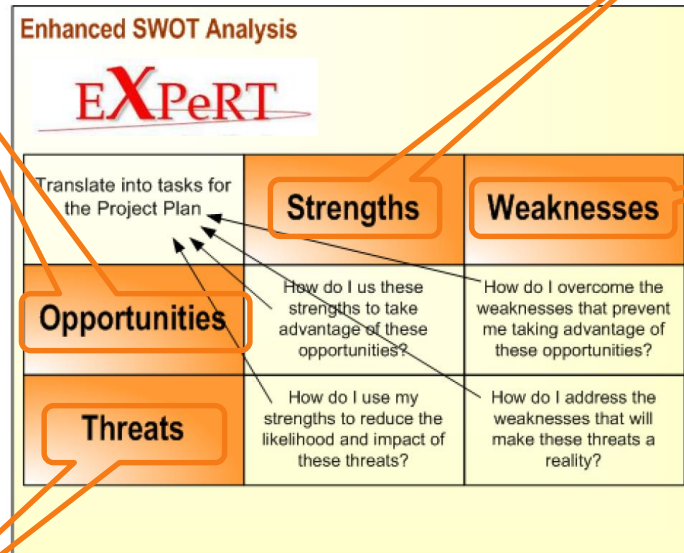 Enhanced SWOT Analysis
EXPeRT
Translate into tasks for
the Project Plan
Strengths
Weaknesses
Opportunities
How do I us these
strengths to take
advantage of these
opportunities?
How do I overcome the
weaknesses that prevent
me taking advantage of
these opportunities?
Threats
How do I use my
strengths to reduce the
likelihood and impact of
these threats?
How do I address the
weaknesses that will
make these threats a
reality?